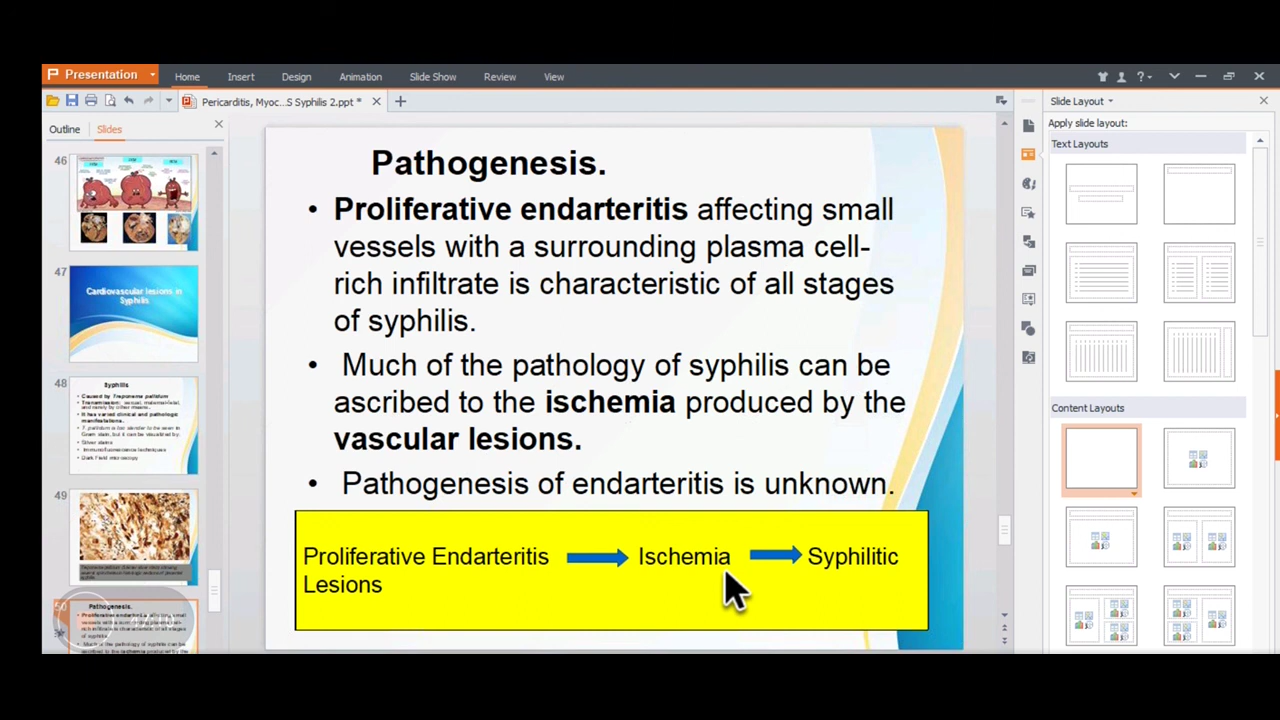 Presentation
Home Insert Design Animation Slide Show Review View
Pericarditis, Myoc...S Syphilis 2.ppt *
Slide Layout
Outline Slides
Apply slide layout:
Text Layouts
Content Layouts
46
47
Cardiovascular lesions in
Syphilis
48
Syphilis
49
50
Pathogenesis.
Pathogenesis.
• Proliferative endarteritis affecting small
vessels with a surrounding plasma cell-
rich infiltrate is characteristic of all stages
of syphilis.
• Much of the pathology of syphilis can be
ascribed to the ischemia produced by the
vascular lesions.
• Pathogenesis of endarteritis is unknown.
Proliferative Endarteritis Ischemia Syphilitic
Lesions